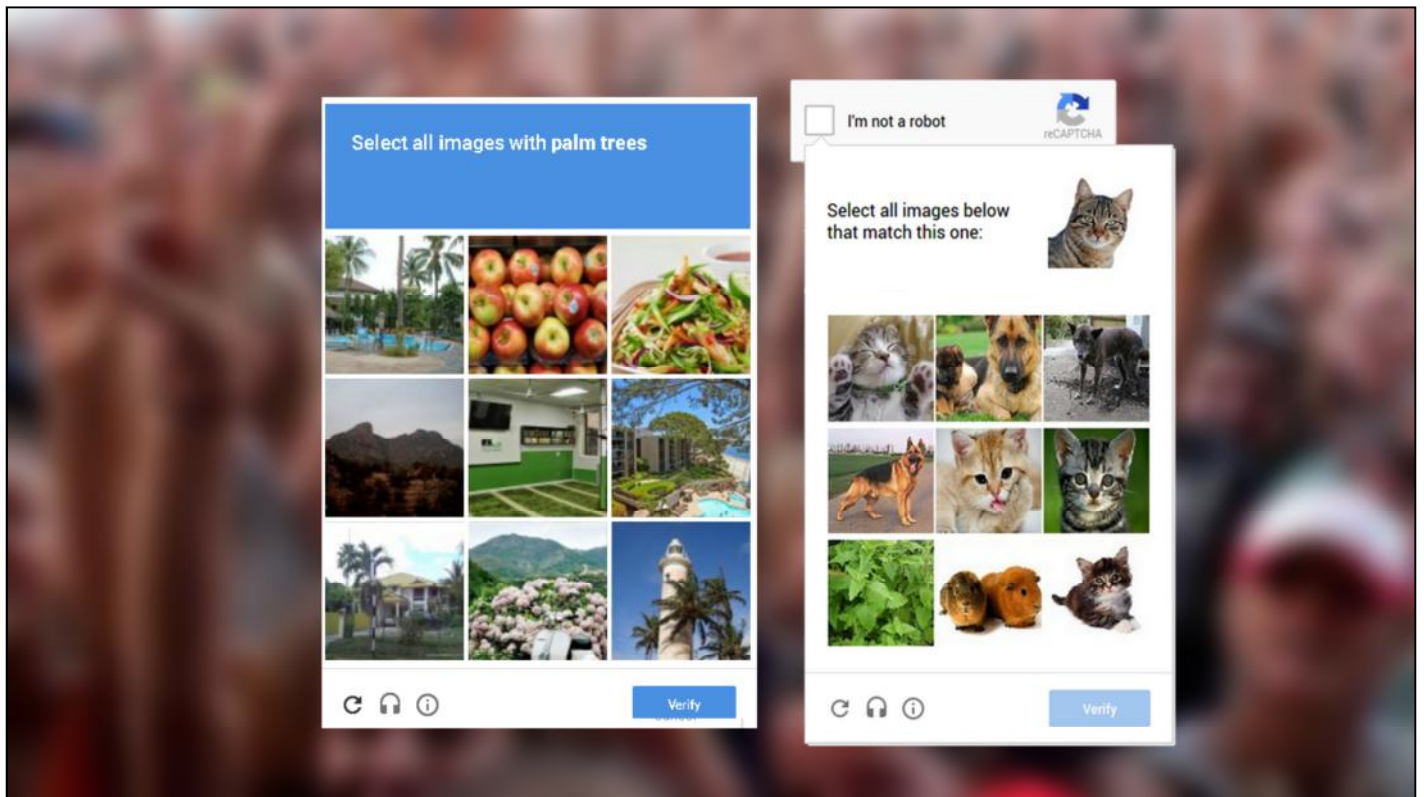 Select all images with palm trees
Verify
I'm not a robot
reCAPTCHA
Select all images below
that match this one:
Verify